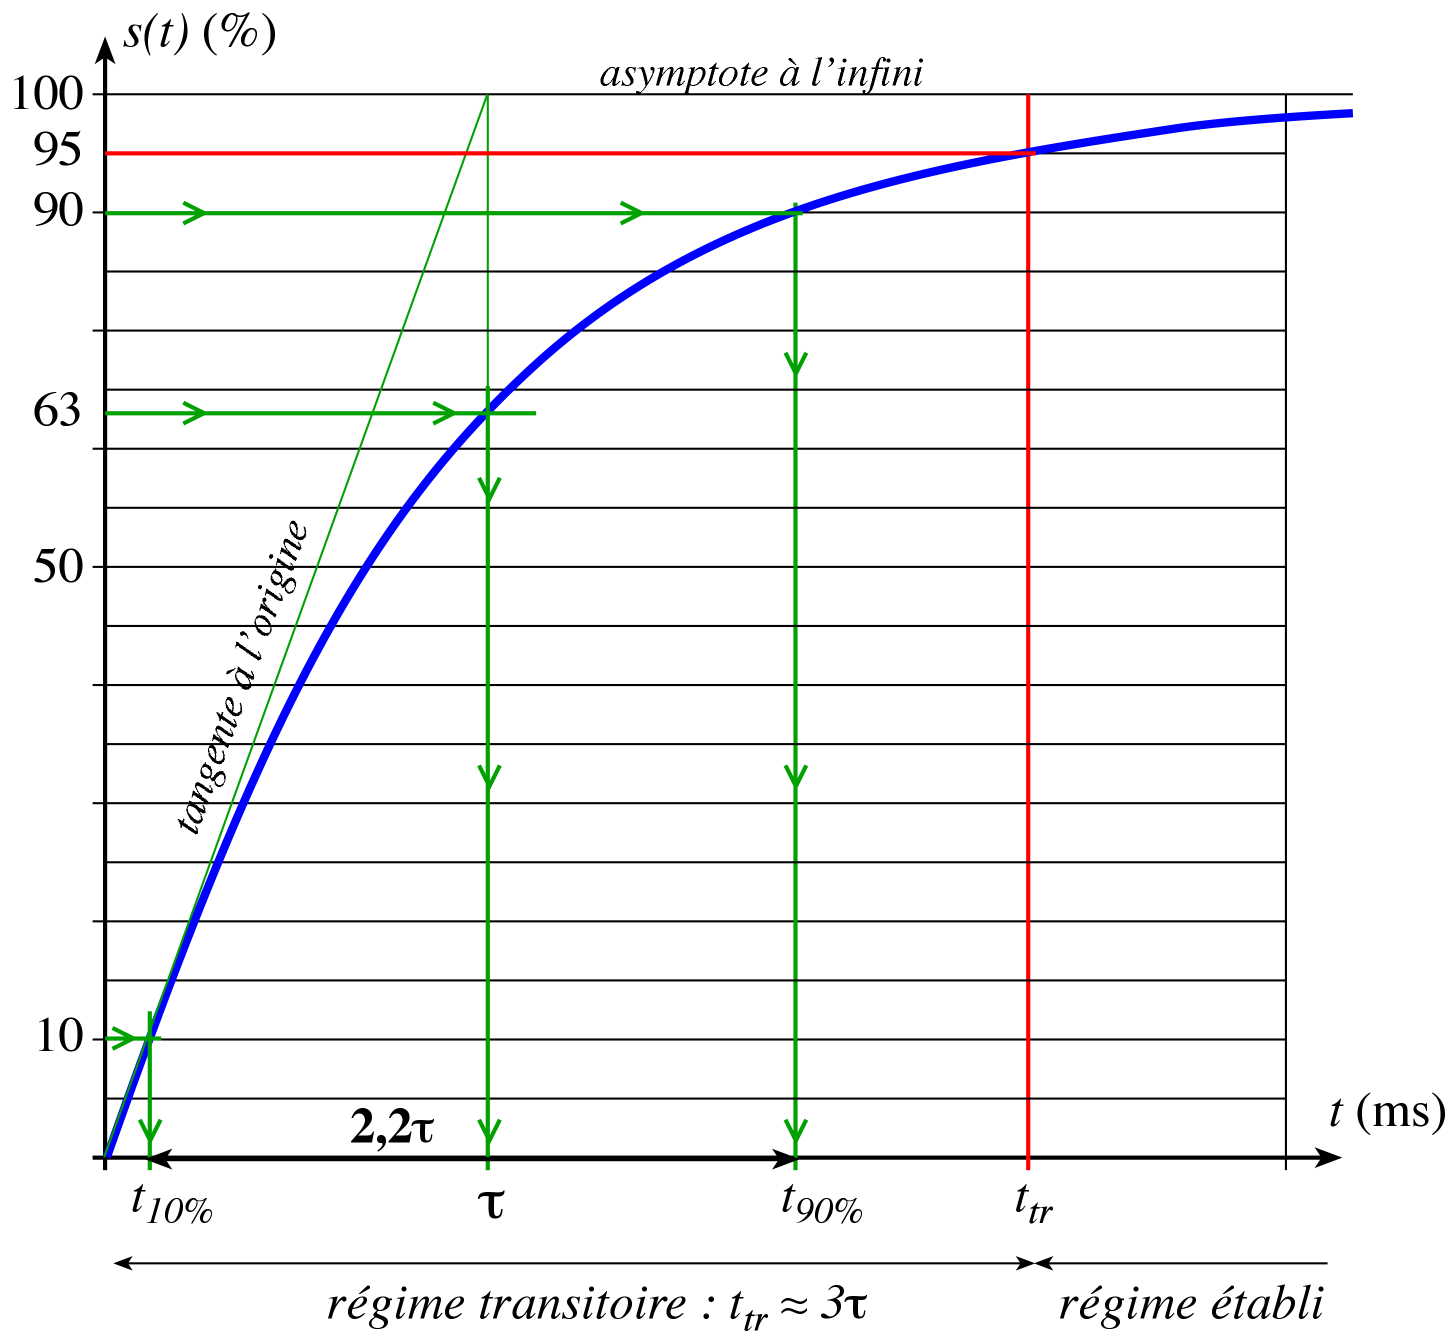 s(t) (%)
asymptote à l'infini
100
95
90
63
50
tangente à l'origine
10
2,2τ
t (ms)
t10%
τ
t90%
ttr
régime transitoire : ttr ≈ 3τ
régime établi